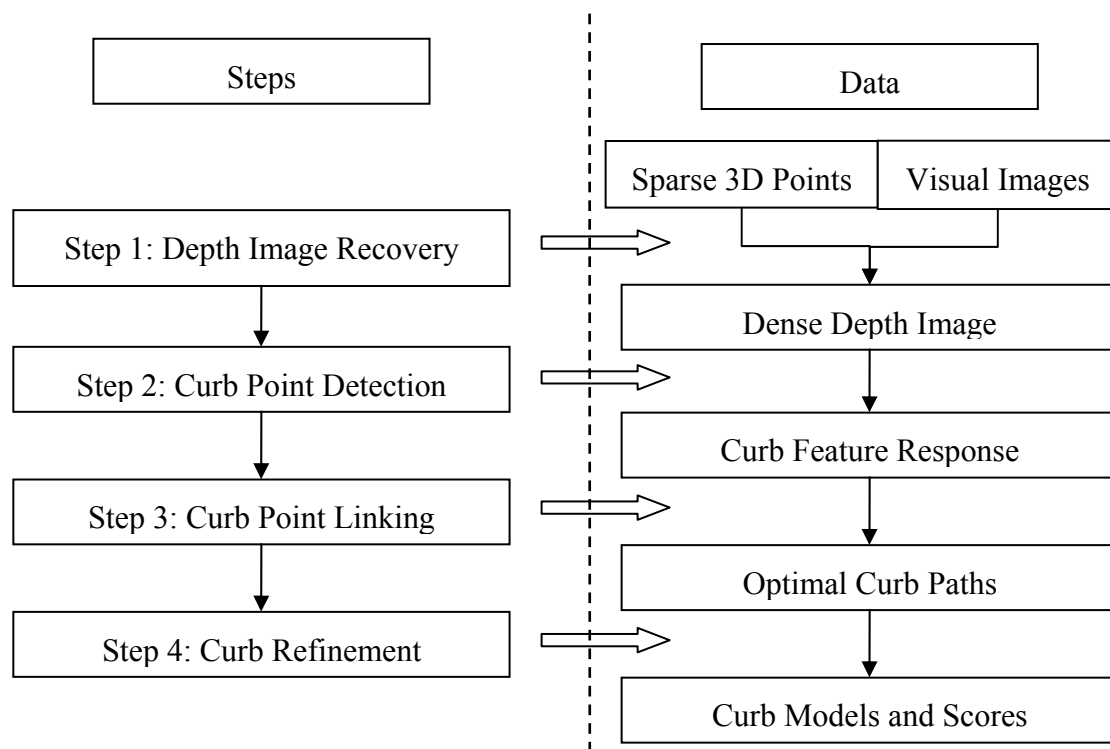 Steps
Data
Sparse 3D Points
Visual Images
Step 1: Depth Image Recovery
Dense Depth Image
Step 2: Curb Point Detection
Curb Feature Response
Step 3: Curb Point Linking
Optimal Curb Paths
Step 4: Curb Refinement
Curb Models and Scores